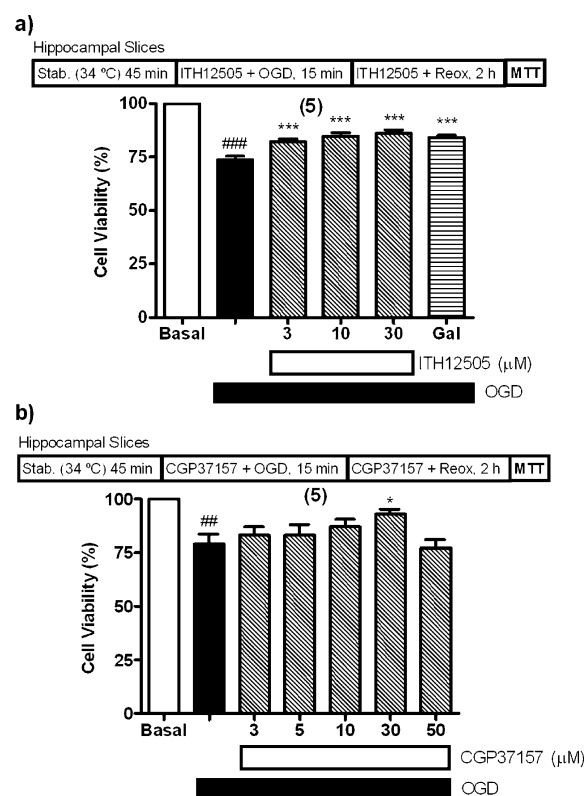 a)
Hippocampal Slices
Stab. (34 ºC) 45 min ITH12505 + OGD, 15 min ITH12505 + Reox, 2 h MTT
(5)
### *** *** *** ***
100
75
50
25
0
Cell Viability (%)
Basal 3 10 30 Gal
ITH12505 (μM)
OGD
b)
Hippocampal Slices
Stab. (34 ºC) 45 min CGP37157 + OGD, 15 min CGP37157 + Reox, 2 h MTT
(5)
## *
100
75
50
25
0
Cell Viability (%)
Basal 3 5 10 30 50
CGP37157 (μM)
OGD